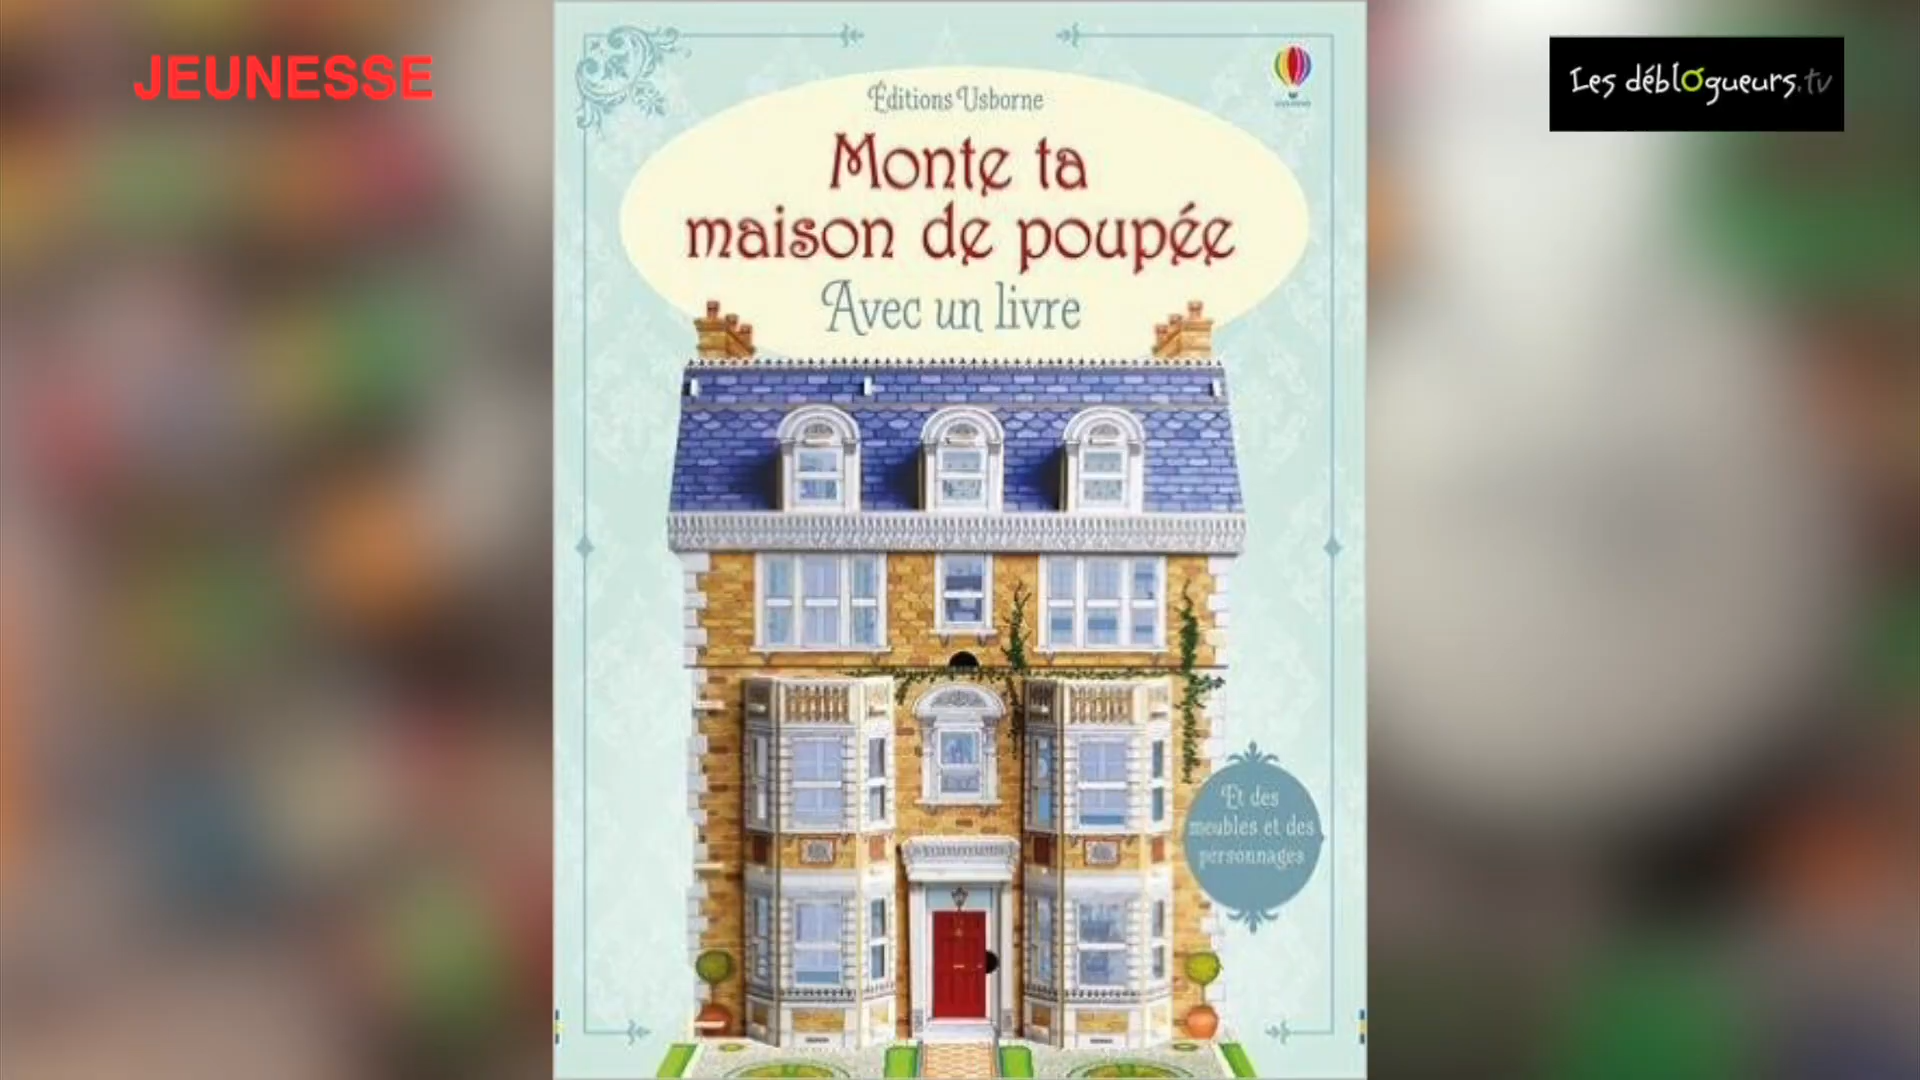 JEUNESSE
Les déblogueurs.tv
Éditions Usborne
Monte ta
maison de poupée
Avec un livre
Et des
meubles et des
personnages